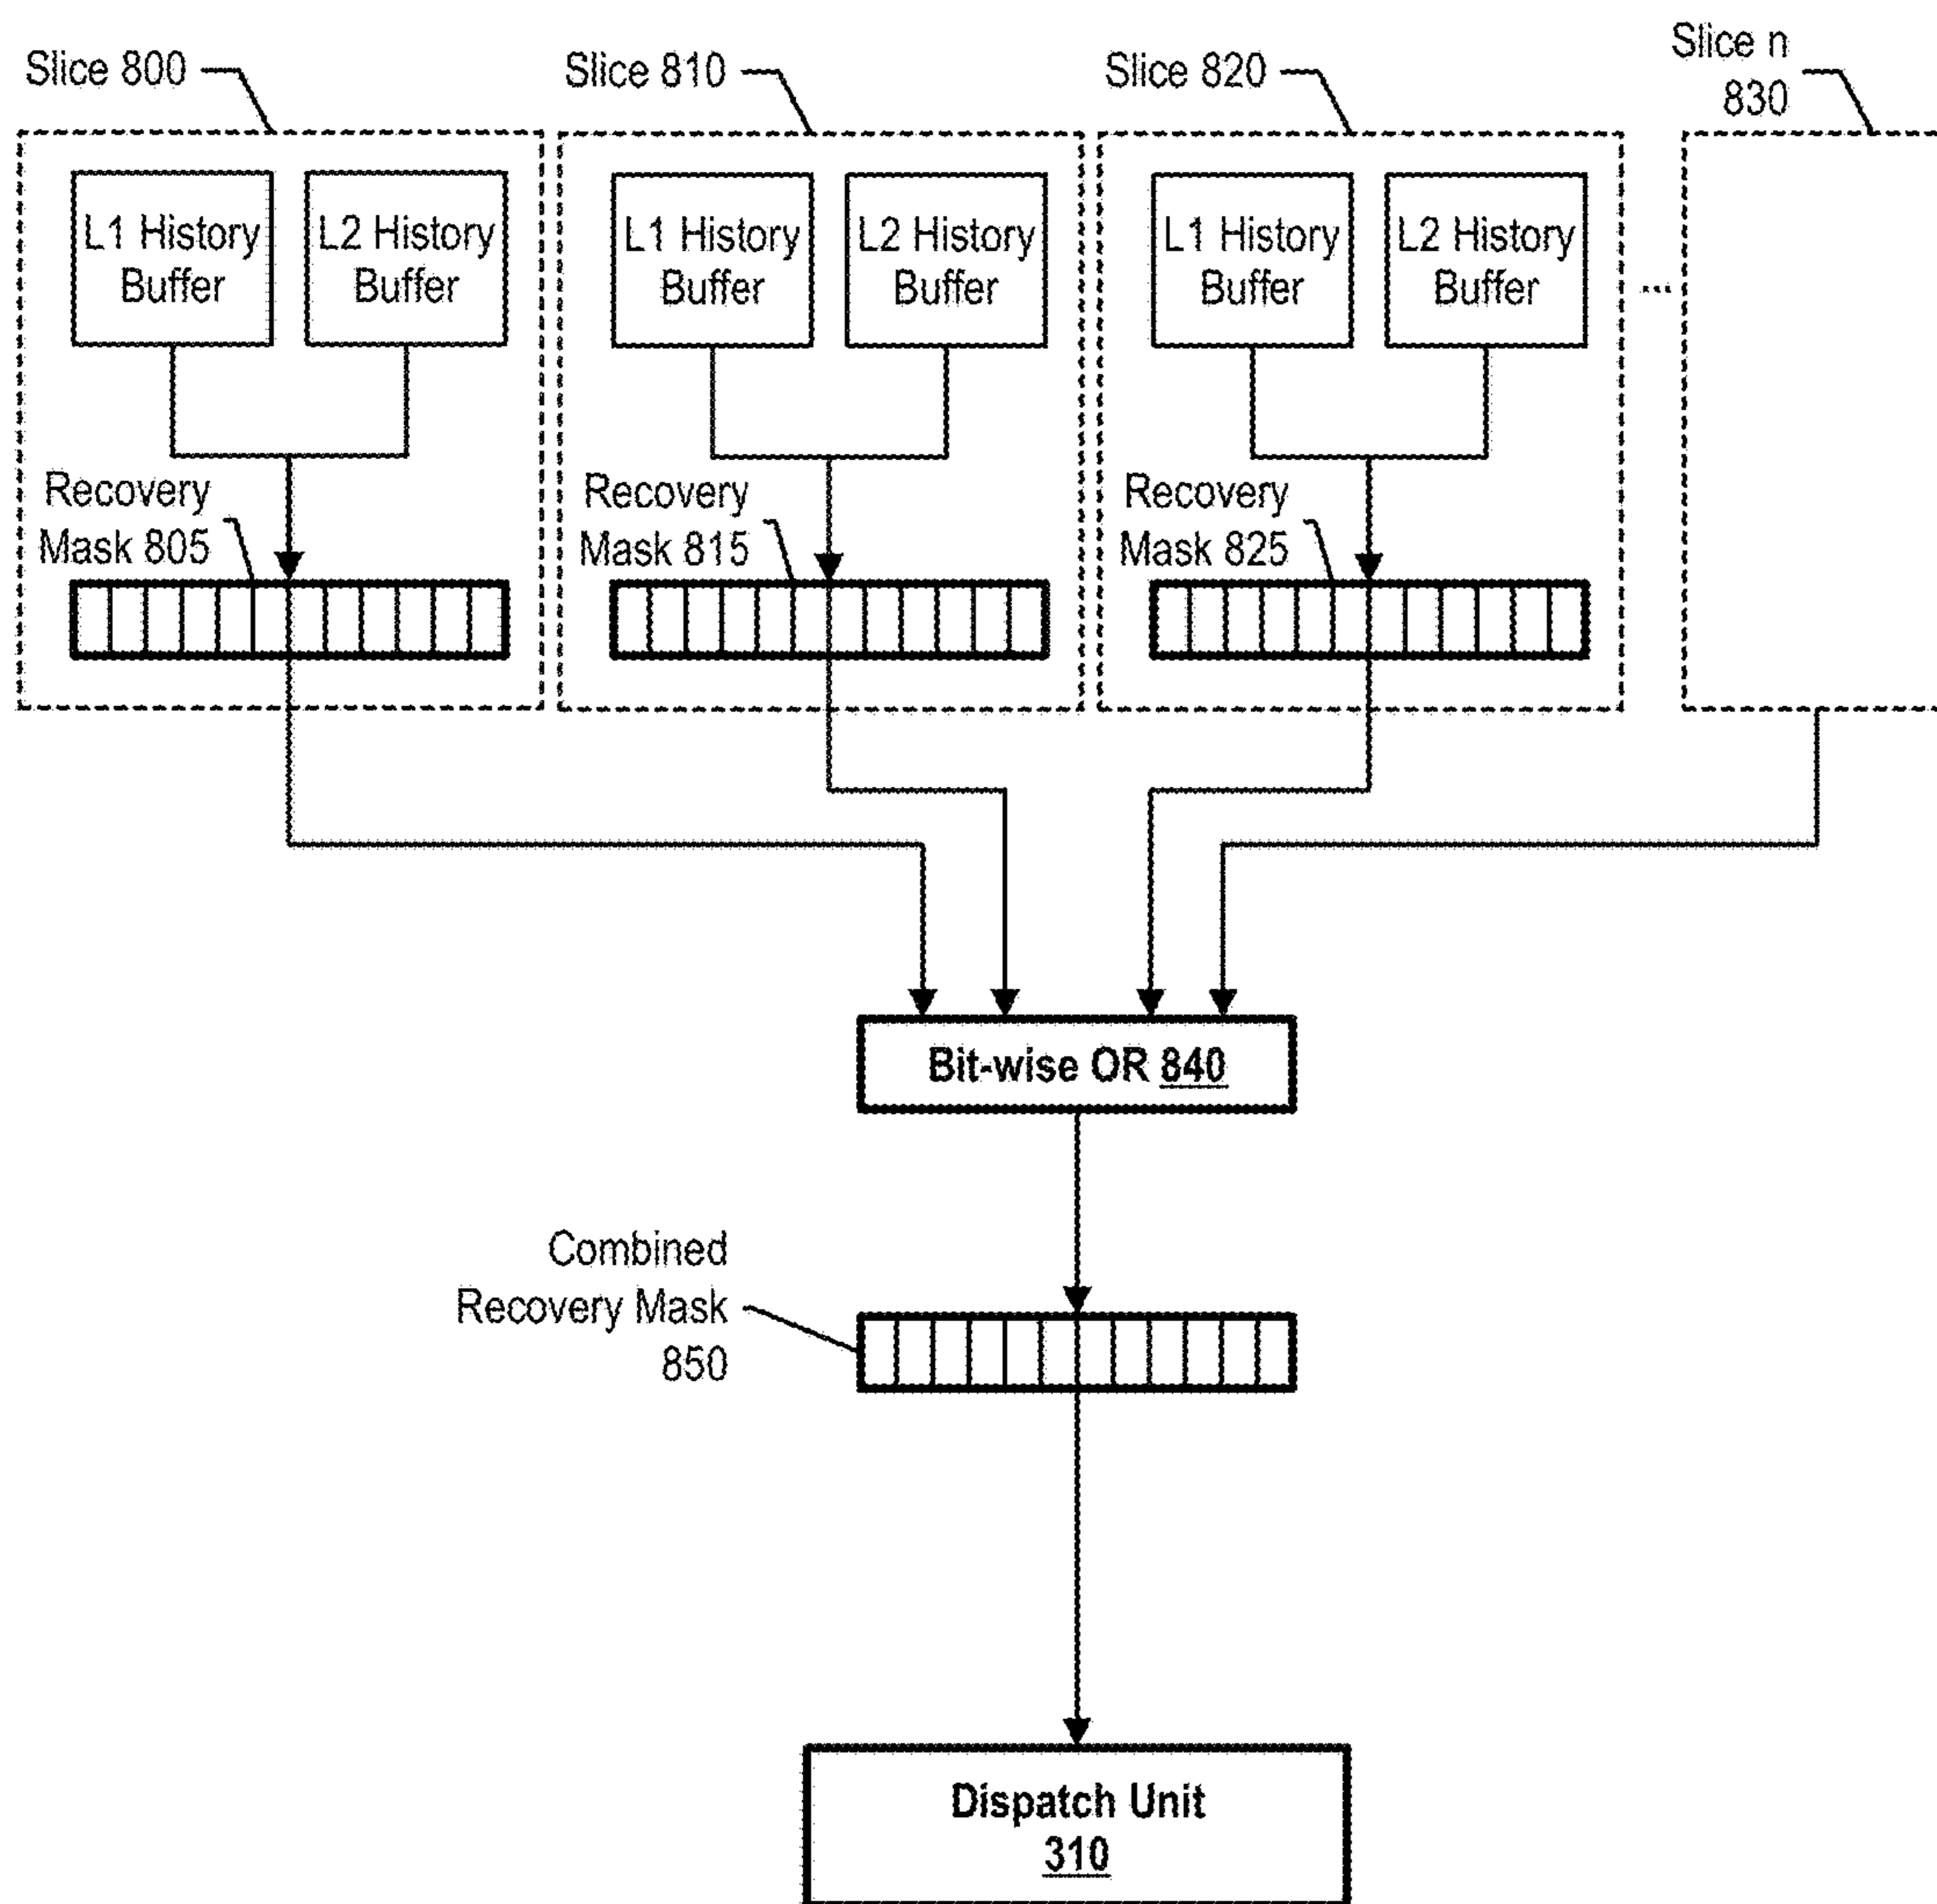 Slice 800
Slice 810
Slice 820
Slice n
830
L1 History
Buffer
L2 History
Buffer
L1 History
Buffer
L2 History
Buffer
L1 History
Buffer
L2 History
Buffer
...
Recovery
Mask 805
Recovery
Mask 815
Recovery
Mask 825
Bit-wise OR 840
Combined
Recovery Mask
850
Dispatch Unit
310